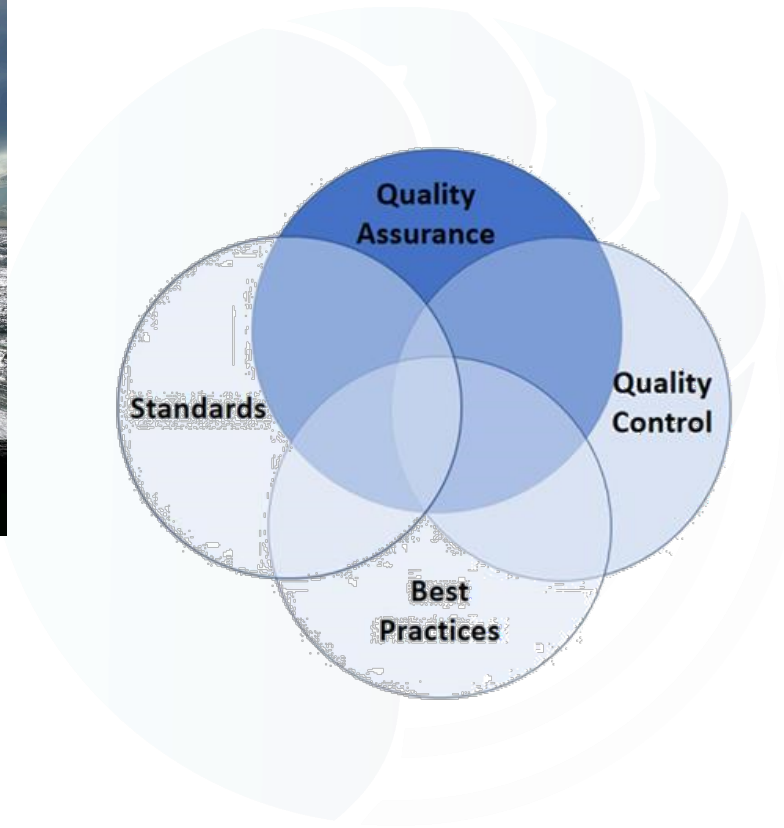 Quality
Assurance
Standards
Quality
Control
Best
Practices